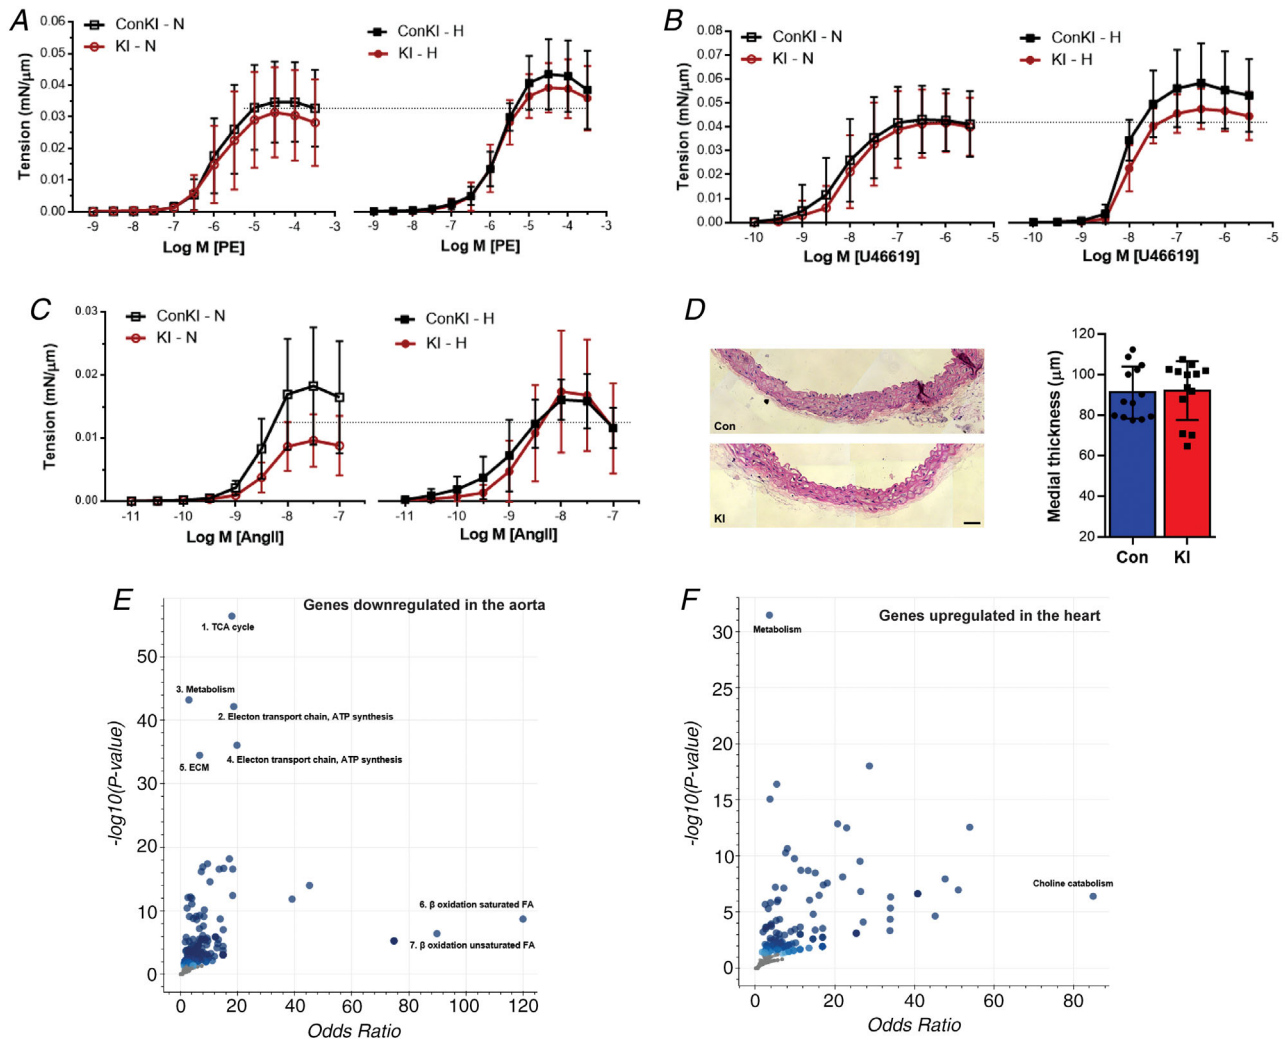 A
ConKI - N
KI - N
ConKI - H
KI - H
Tension (mN/μm)
0.06
0.05
0.04
0.03
0.02
0.01
0.00
-9 -8 -7 -6 -5 -4 -3
-9 -8 -7 -6 -5 -4 -3
Log M [PE]
Log M [PE]
B
ConKI - N
KI - N
ConKI - H
KI - H
Tension (mN/μm)
0.08
0.07
0.06
0.05
0.04
0.03
0.02
0.01
0.00
-10 -9 -8 -7 -6 -5
-10 -9 -8 -7 -6 -5
Log M [U46619]
Log M [U46619]
C
ConKI - N
KI - N
ConKI - H
KI - H
Tension (mN/μm)
0.03
0.02
0.01
0.00
-11 -10 -9 -8 -7
-11 -10 -9 -8 -7
Log M [AngII]
Log M [AngII]
D
Con
KI
Medial thickness (μm)
120
100
80
60
40
20
Con KI
E
Genes downregulated in the aorta
1. TCA cycle
3. Metabolism
2. Electon transport chain, ATP synthesis
4. Electon transport chain, ATP synthesis
5. ECM
6. β oxidation saturated FA
7. β oxidation unsaturated FA
-log10(P-value)
50
40
30
20
10
0
0 20 40 60 80 100 120
Odds Ratio
F
Genes upregulated in the heart
Metabolism
Choline catabolism
-log10(P-value)
30
25
20
15
10
5
0
0 20 40 60 80
Odds Ratio